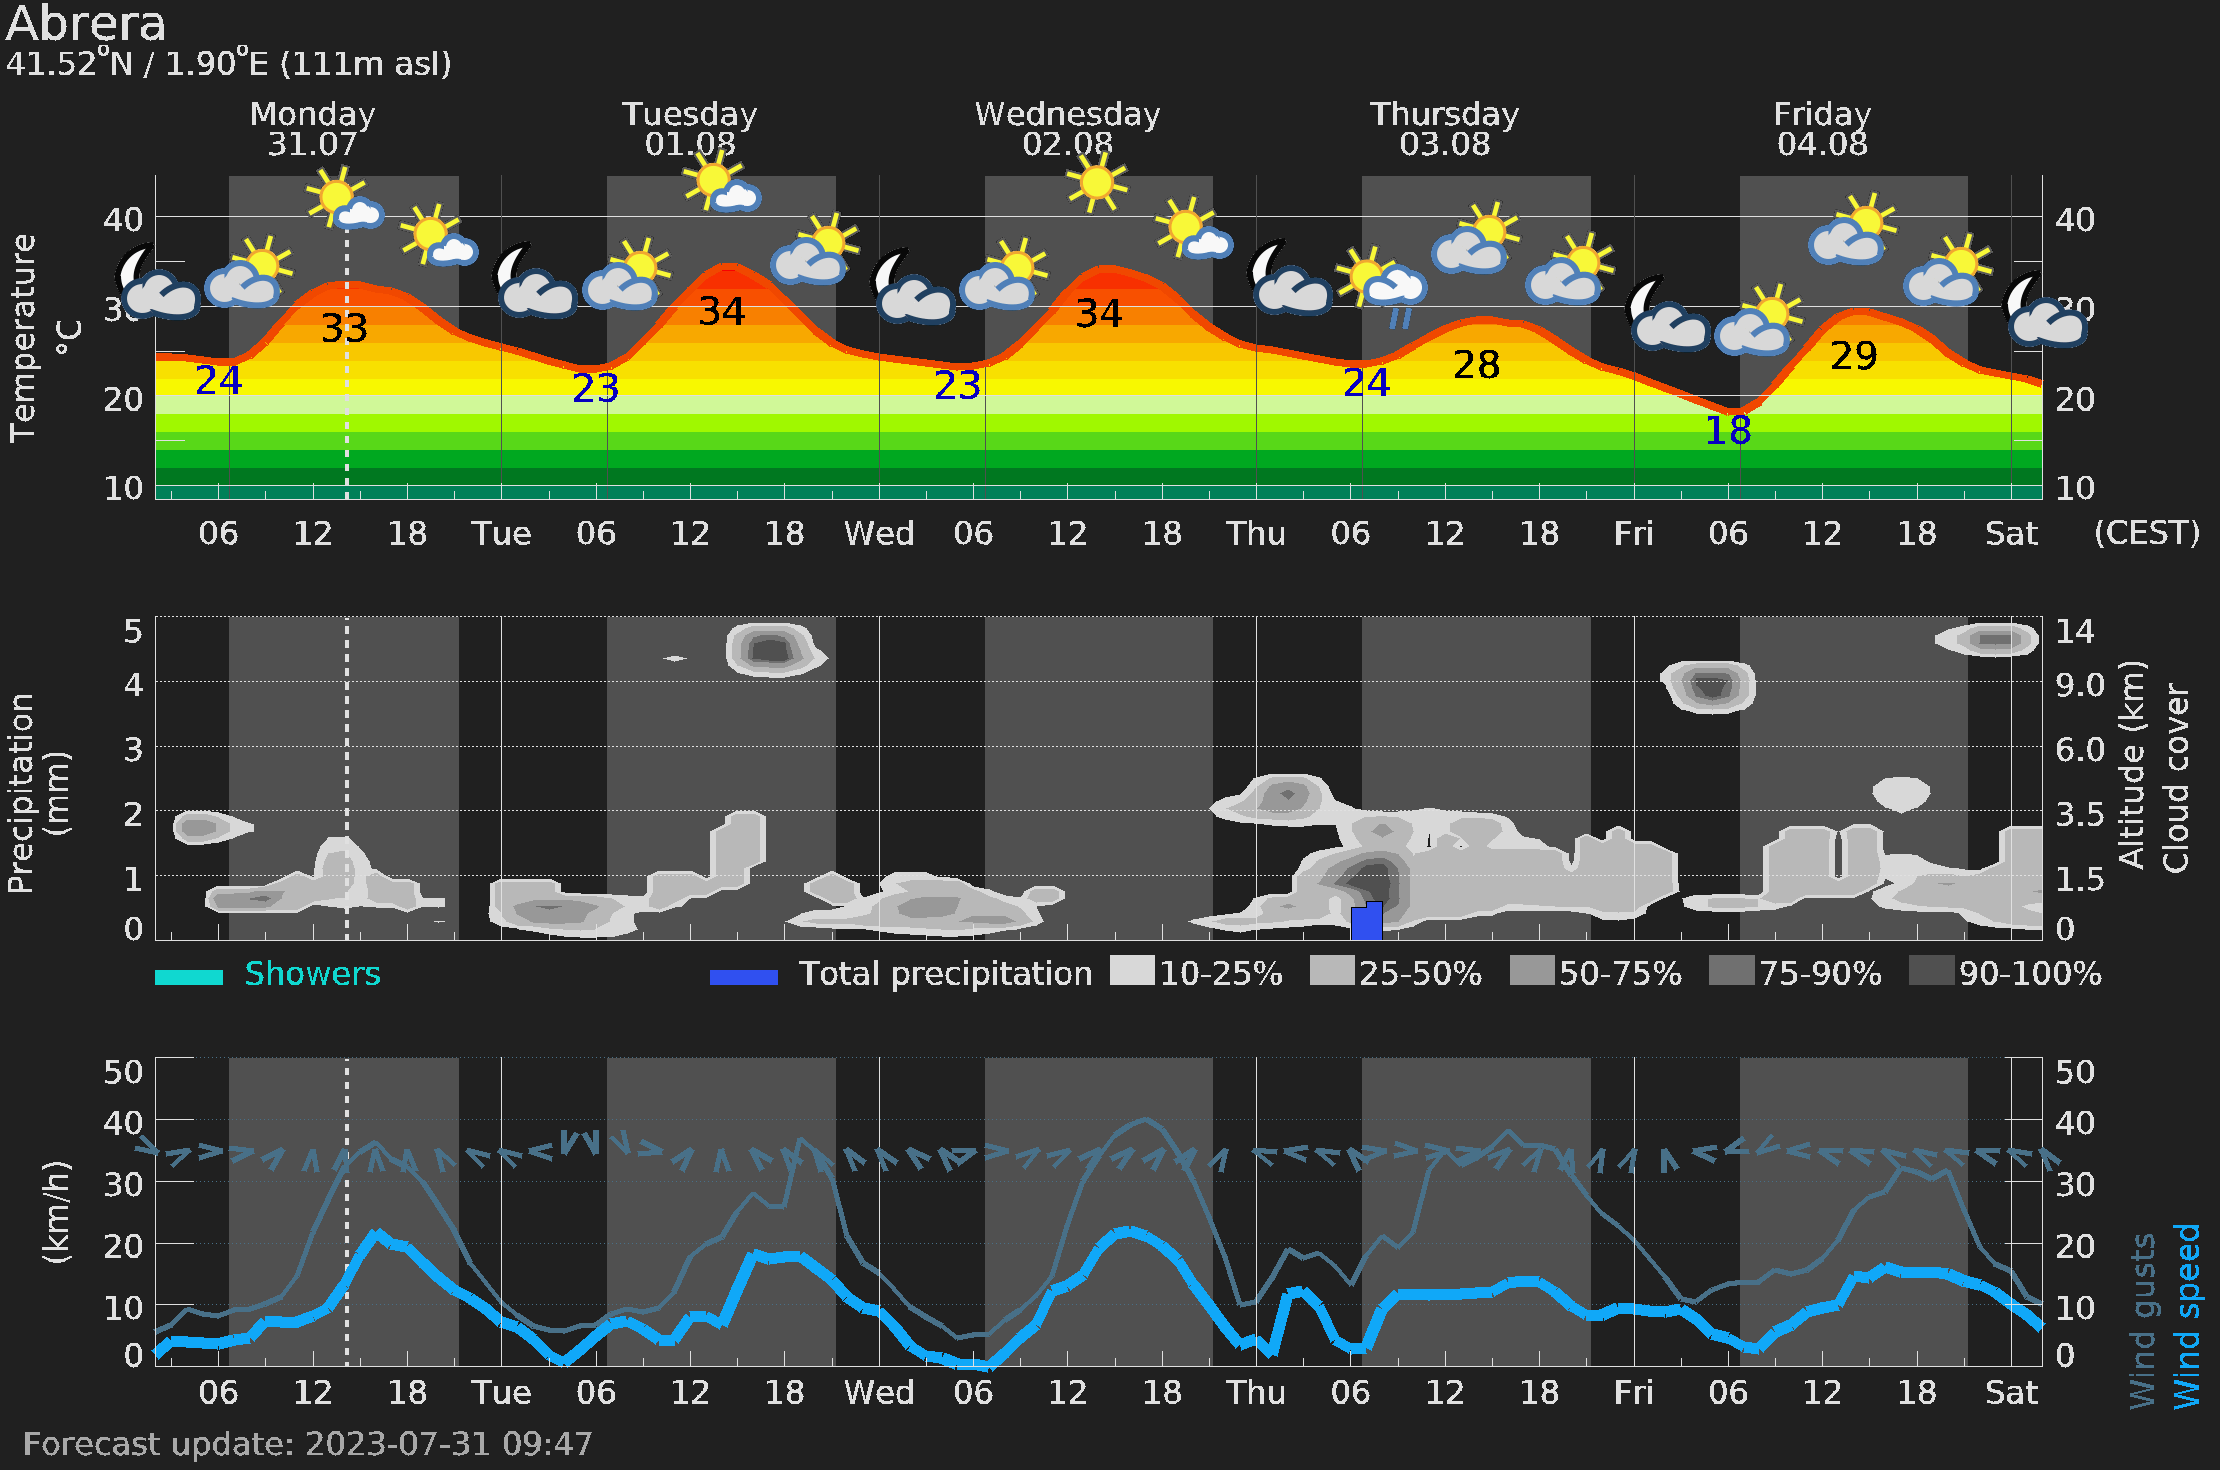 Abrera
41.52°N / 1.90°E (111m asl)
Monday Tuesday Wednesday Thursday Friday
31.07 01.08 02.08 03.08 04.08
Temperature
°C
40 40
30 30
20 20
10 10
33 34 34 28 29
24 23 23 24 18
06 12 18 Tue 06 12 18 Wed 06 12 18 Thu 06 12 18 Fri 06 12 18 Sat (CEST)
Precipitation
(mm)
5 14
4 9.0
3 6.0
2 3.5
1 1.5
0 0
Altitude (km)
Cloud cover
Showers Total precipitation 10-25% 25-50% 50-75% 75-90% 90-100%
(km/h)
50 50
40 40
30 30
20 20
10 10
0 0
Wind gusts
Wind speed
06 12 18 Tue 06 12 18 Wed 06 12 18 Thu 06 12 18 Fri 06 12 18 Sat
Forecast update: 2023-07-31 09:47